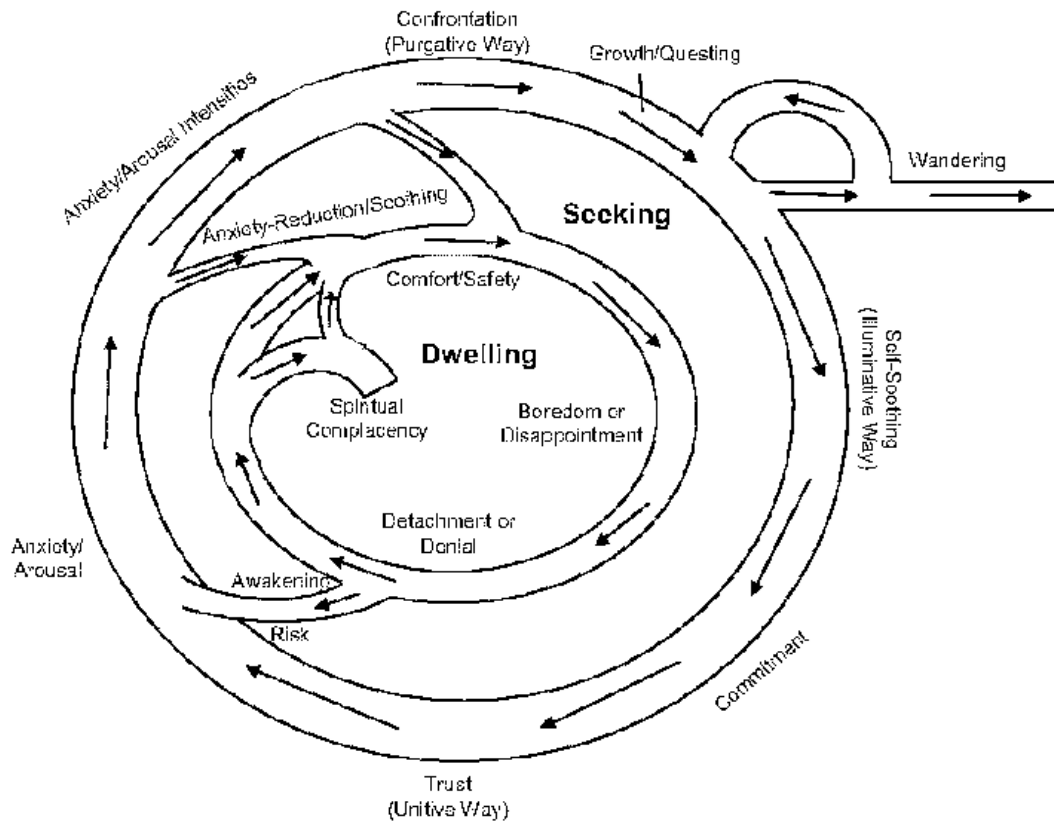 Confrontation
(Purgative Way)
Growth/Questing
Anxiety/Arousal Intensifies
Wandering
Anxiety-Reduction/Soothing
Seeking
Comfort/Safety
Dwelling
Self-Soothing
(Illuminative Way)
Spiritual
Complacency
Boredom or
Disappointment
Detachment or
Denial
Anxiety/
Arousal
Awakening
Risk
Commitment
Trust
(Unitive Way)